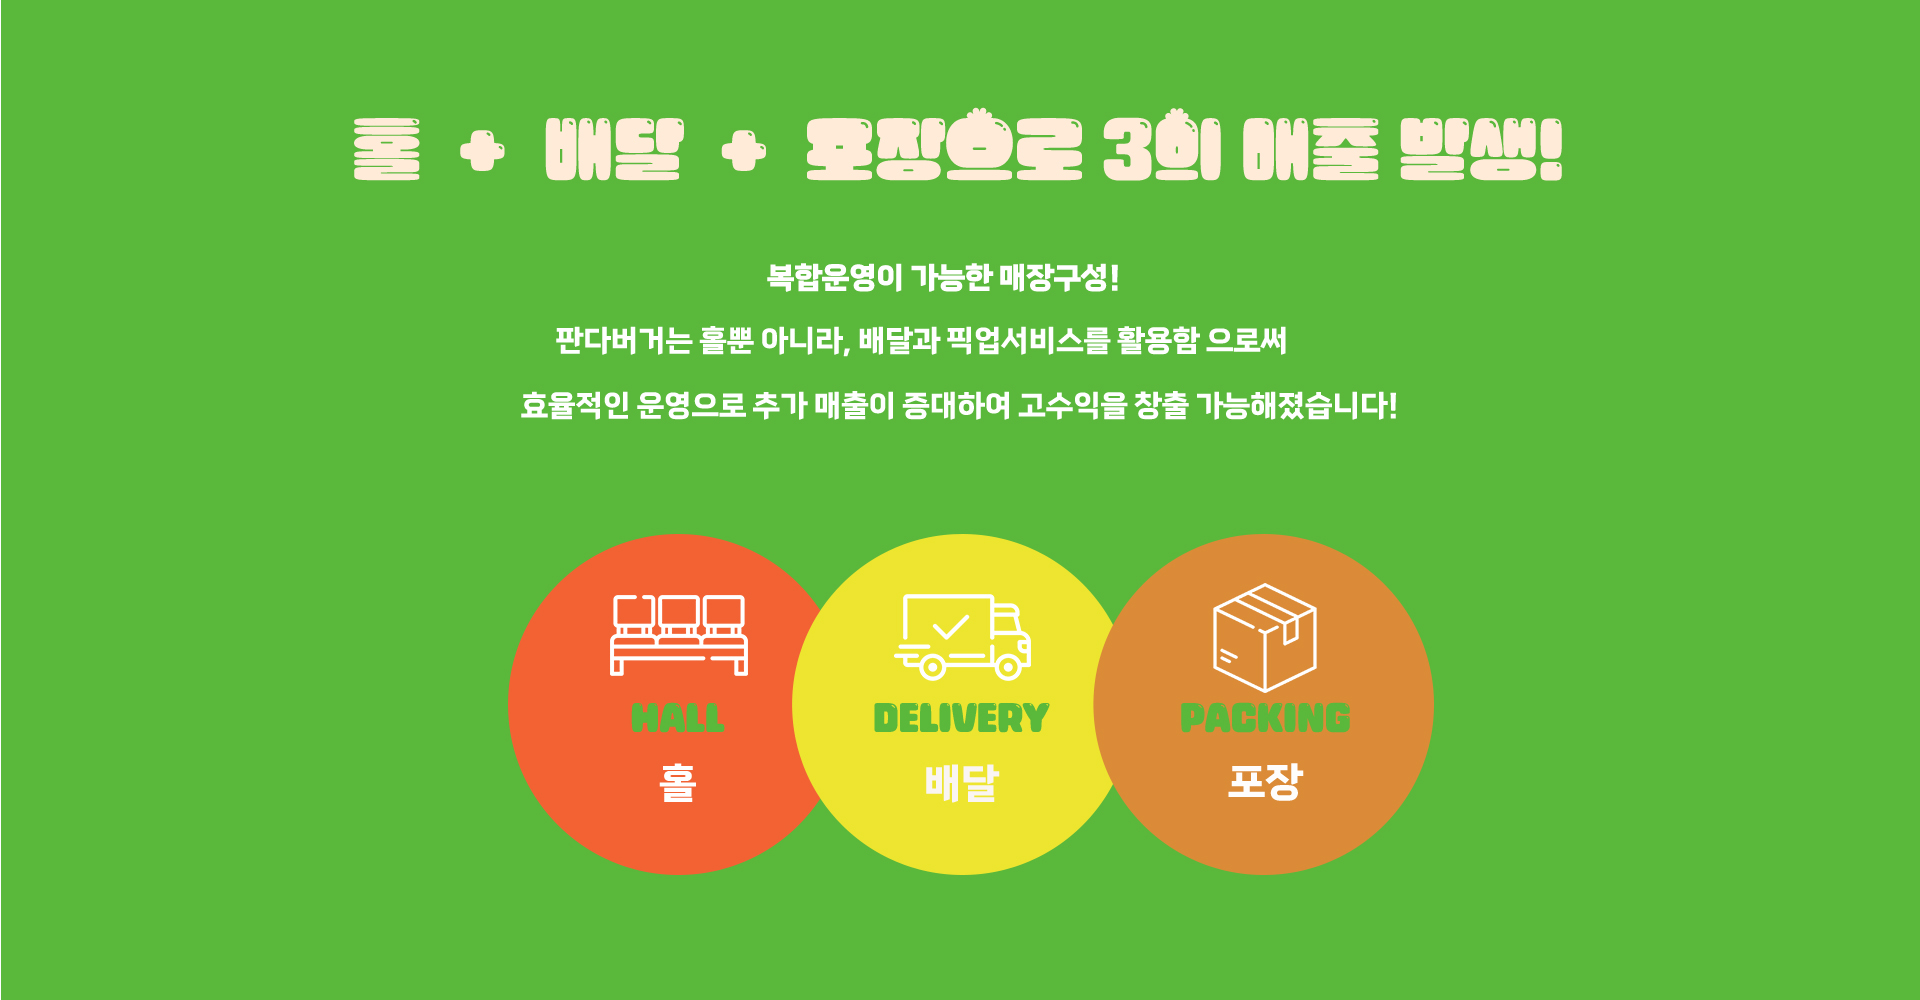 홀 + 배달 + 포장으로 3의 매출 발생!
복합운영이 가능한 매장구성!
판다버거는 홀뿐 아니라, 배달과 픽업서비스를 활용함 으로써
효율적인 운영으로 추가 매출이 증대하여 고수익을 창출 가능해졌습니다!
HALL
홀
DELIVERY
배달
PACKING
포장